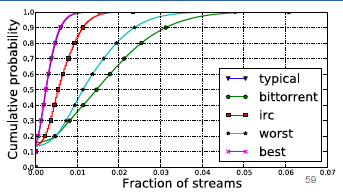 Cumulative probability
1.0
0.9
0.8
0.7
0.6
0.5
0.4
0.3
0.2
0.1
0.0
0.00 0.01 0.02 0.03 0.04 0.05 0.06 0.07
Fraction of streams
typical
bittorrent
irc
worst
best
59